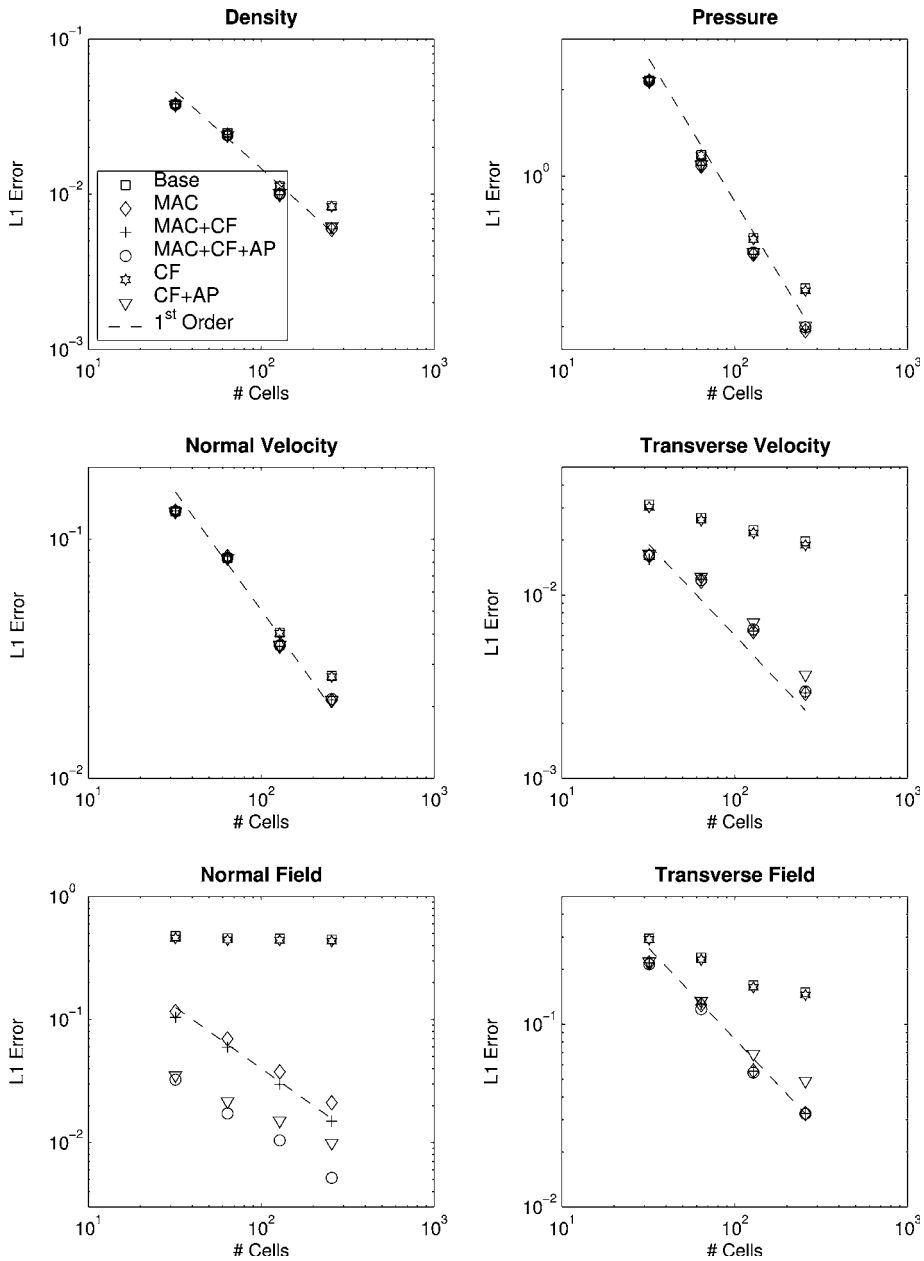 Density
10^-1
10^-2
10^-3
L1 Error
Base
MAC
MAC+CF
MAC+CF+AP
CF
CF+AP
1st Order
10^1
10^2
10^3
# Cells
Pressure
10^0
L1 Error
10^1
10^2
10^3
# Cells
Normal Velocity
10^-1
10^-2
L1 Error
10^1
10^2
10^3
# Cells
Transverse Velocity
10^-2
10^-3
L1 Error
10^1
10^2
10^3
# Cells
Normal Field
10^0
10^-1
10^-2
L1 Error
10^1
10^2
10^3
# Cells
Transverse Field
10^-1
10^-2
L1 Error
10^1
10^2
10^3
# Cells